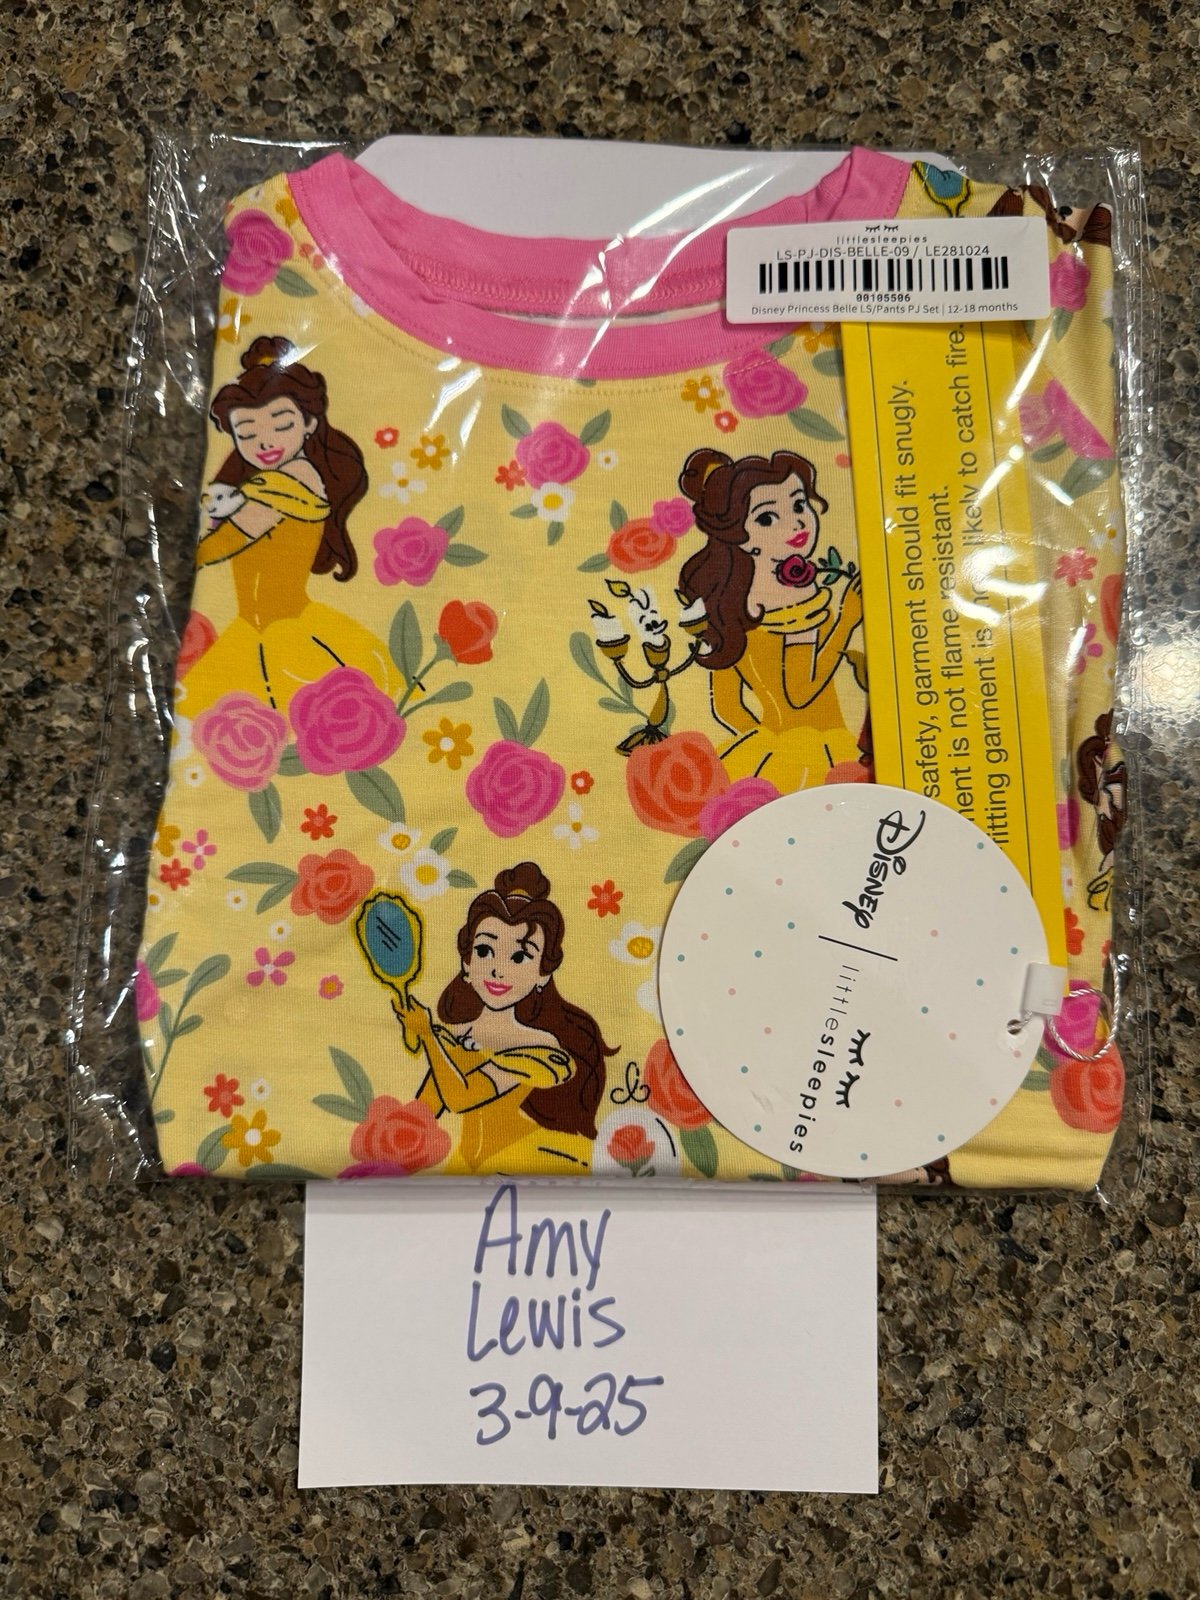 littlesleepies
LS-PJ-DIS-BELLE-09 / LE281024
00105506
Disney Princess Belle LS/Pants PJ Set | 12-18 months
safety, garment should fit snugly.
ment is not flame resistant.
fitting garment is likely to catch fire.
Disney | littlesleepies
Amy
Lewis
3-9-25